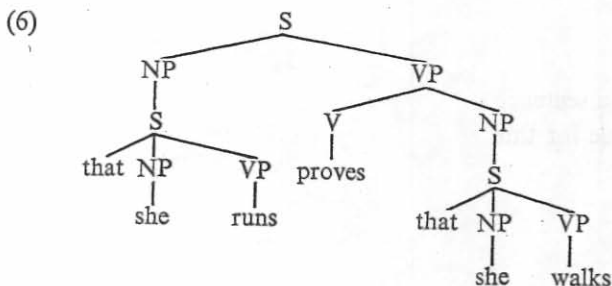 (6) S
NP VP
S V NP
that NP VP proves S
she runs that NP VP
she walks